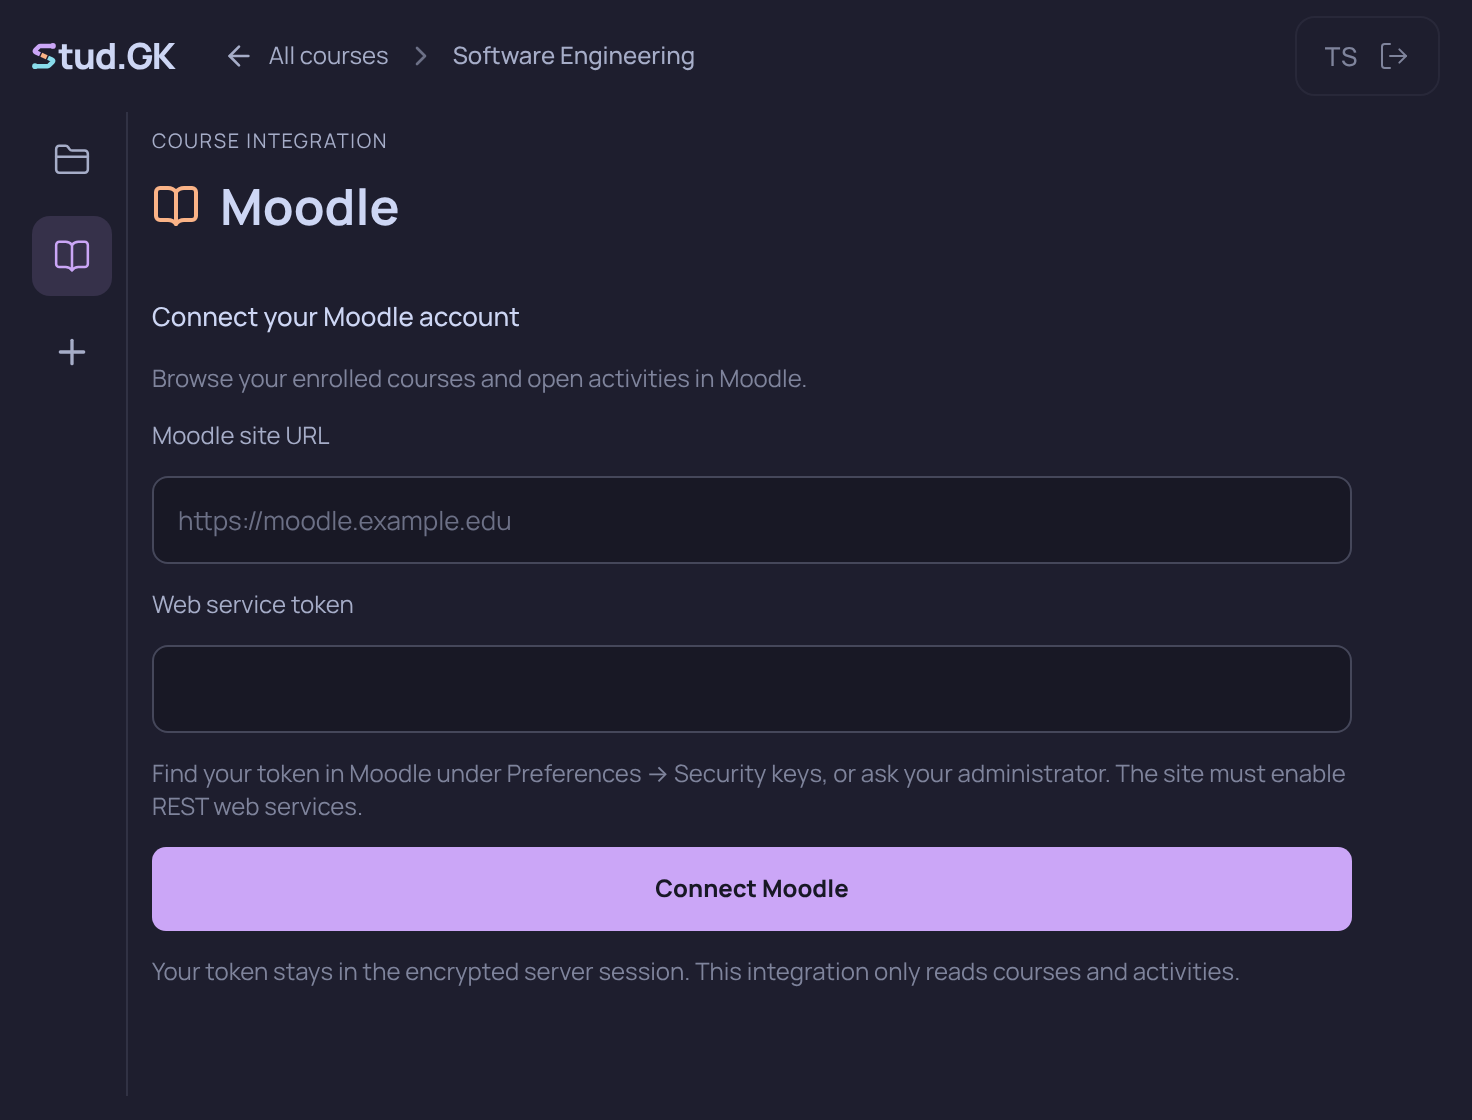 Stud.GK
All courses
Software Engineering
TS
COURSE INTEGRATION
Moodle
Connect your Moodle account
Browse your enrolled courses and open activities in Moodle.
Moodle site URL
https://moodle.example.edu
Web service token
Find your token in Moodle under Preferences → Security keys, or ask your administrator. The site must enable
REST web services.
Connect Moodle
Your token stays in the encrypted server session. This integration only reads courses and activities.